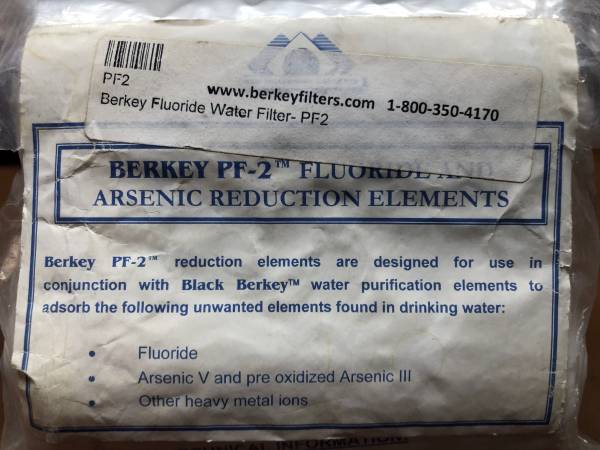 PF2
www.berkeyfilters.com 1-800-350-4170
Berkey Fluoride Water Filter- PF2
BERKEY PF-2™ FLUORIDE AND
ARSENIC REDUCTION ELEMENTS
Berkey PF-2™ reduction elements are designed for use in
conjunction with Black Berkey™ water purification elements to
adsorb the following unwanted elements found in drinking water:
• Fluoride
• Arsenic V and pre oxidized Arsenic III
• Other heavy metal ions
INFORMATION